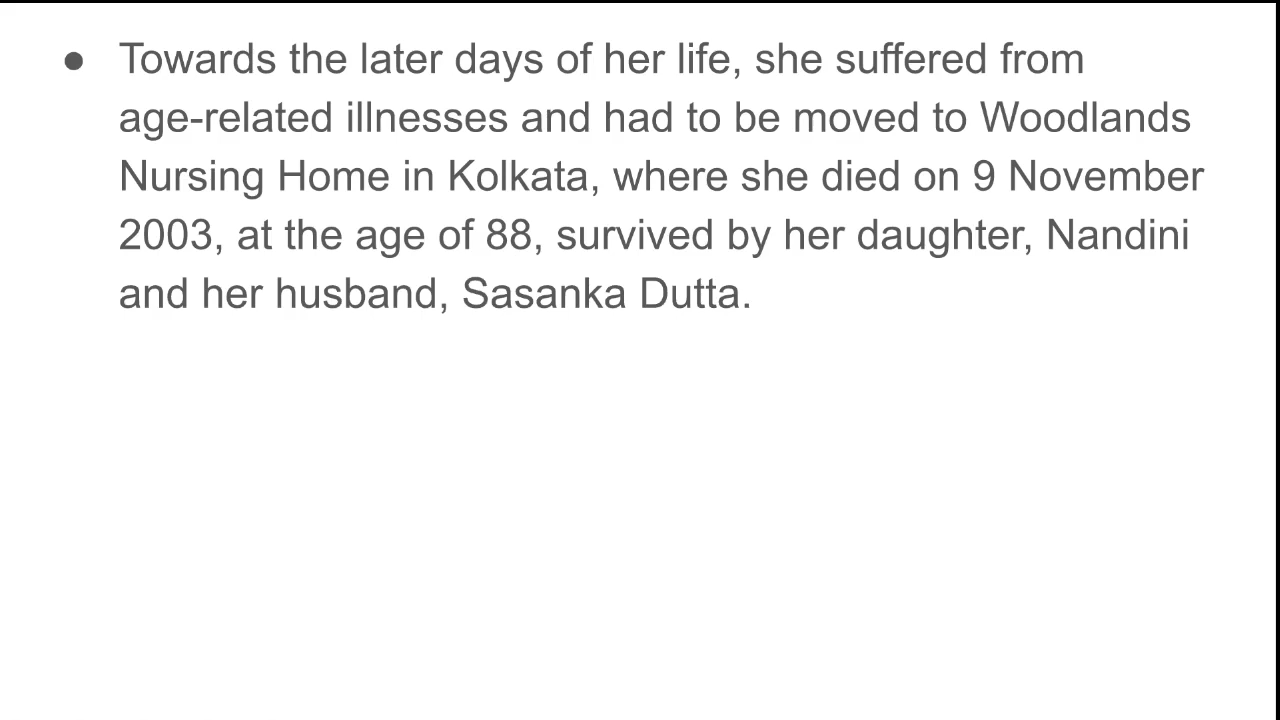 ● Towards the later days of her life, she suffered from
age-related illnesses and had to be moved to Woodlands
Nursing Home in Kolkata, where she died on 9 November
2003, at the age of 88, survived by her daughter, Nandini
and her husband, Sasanka Dutta.